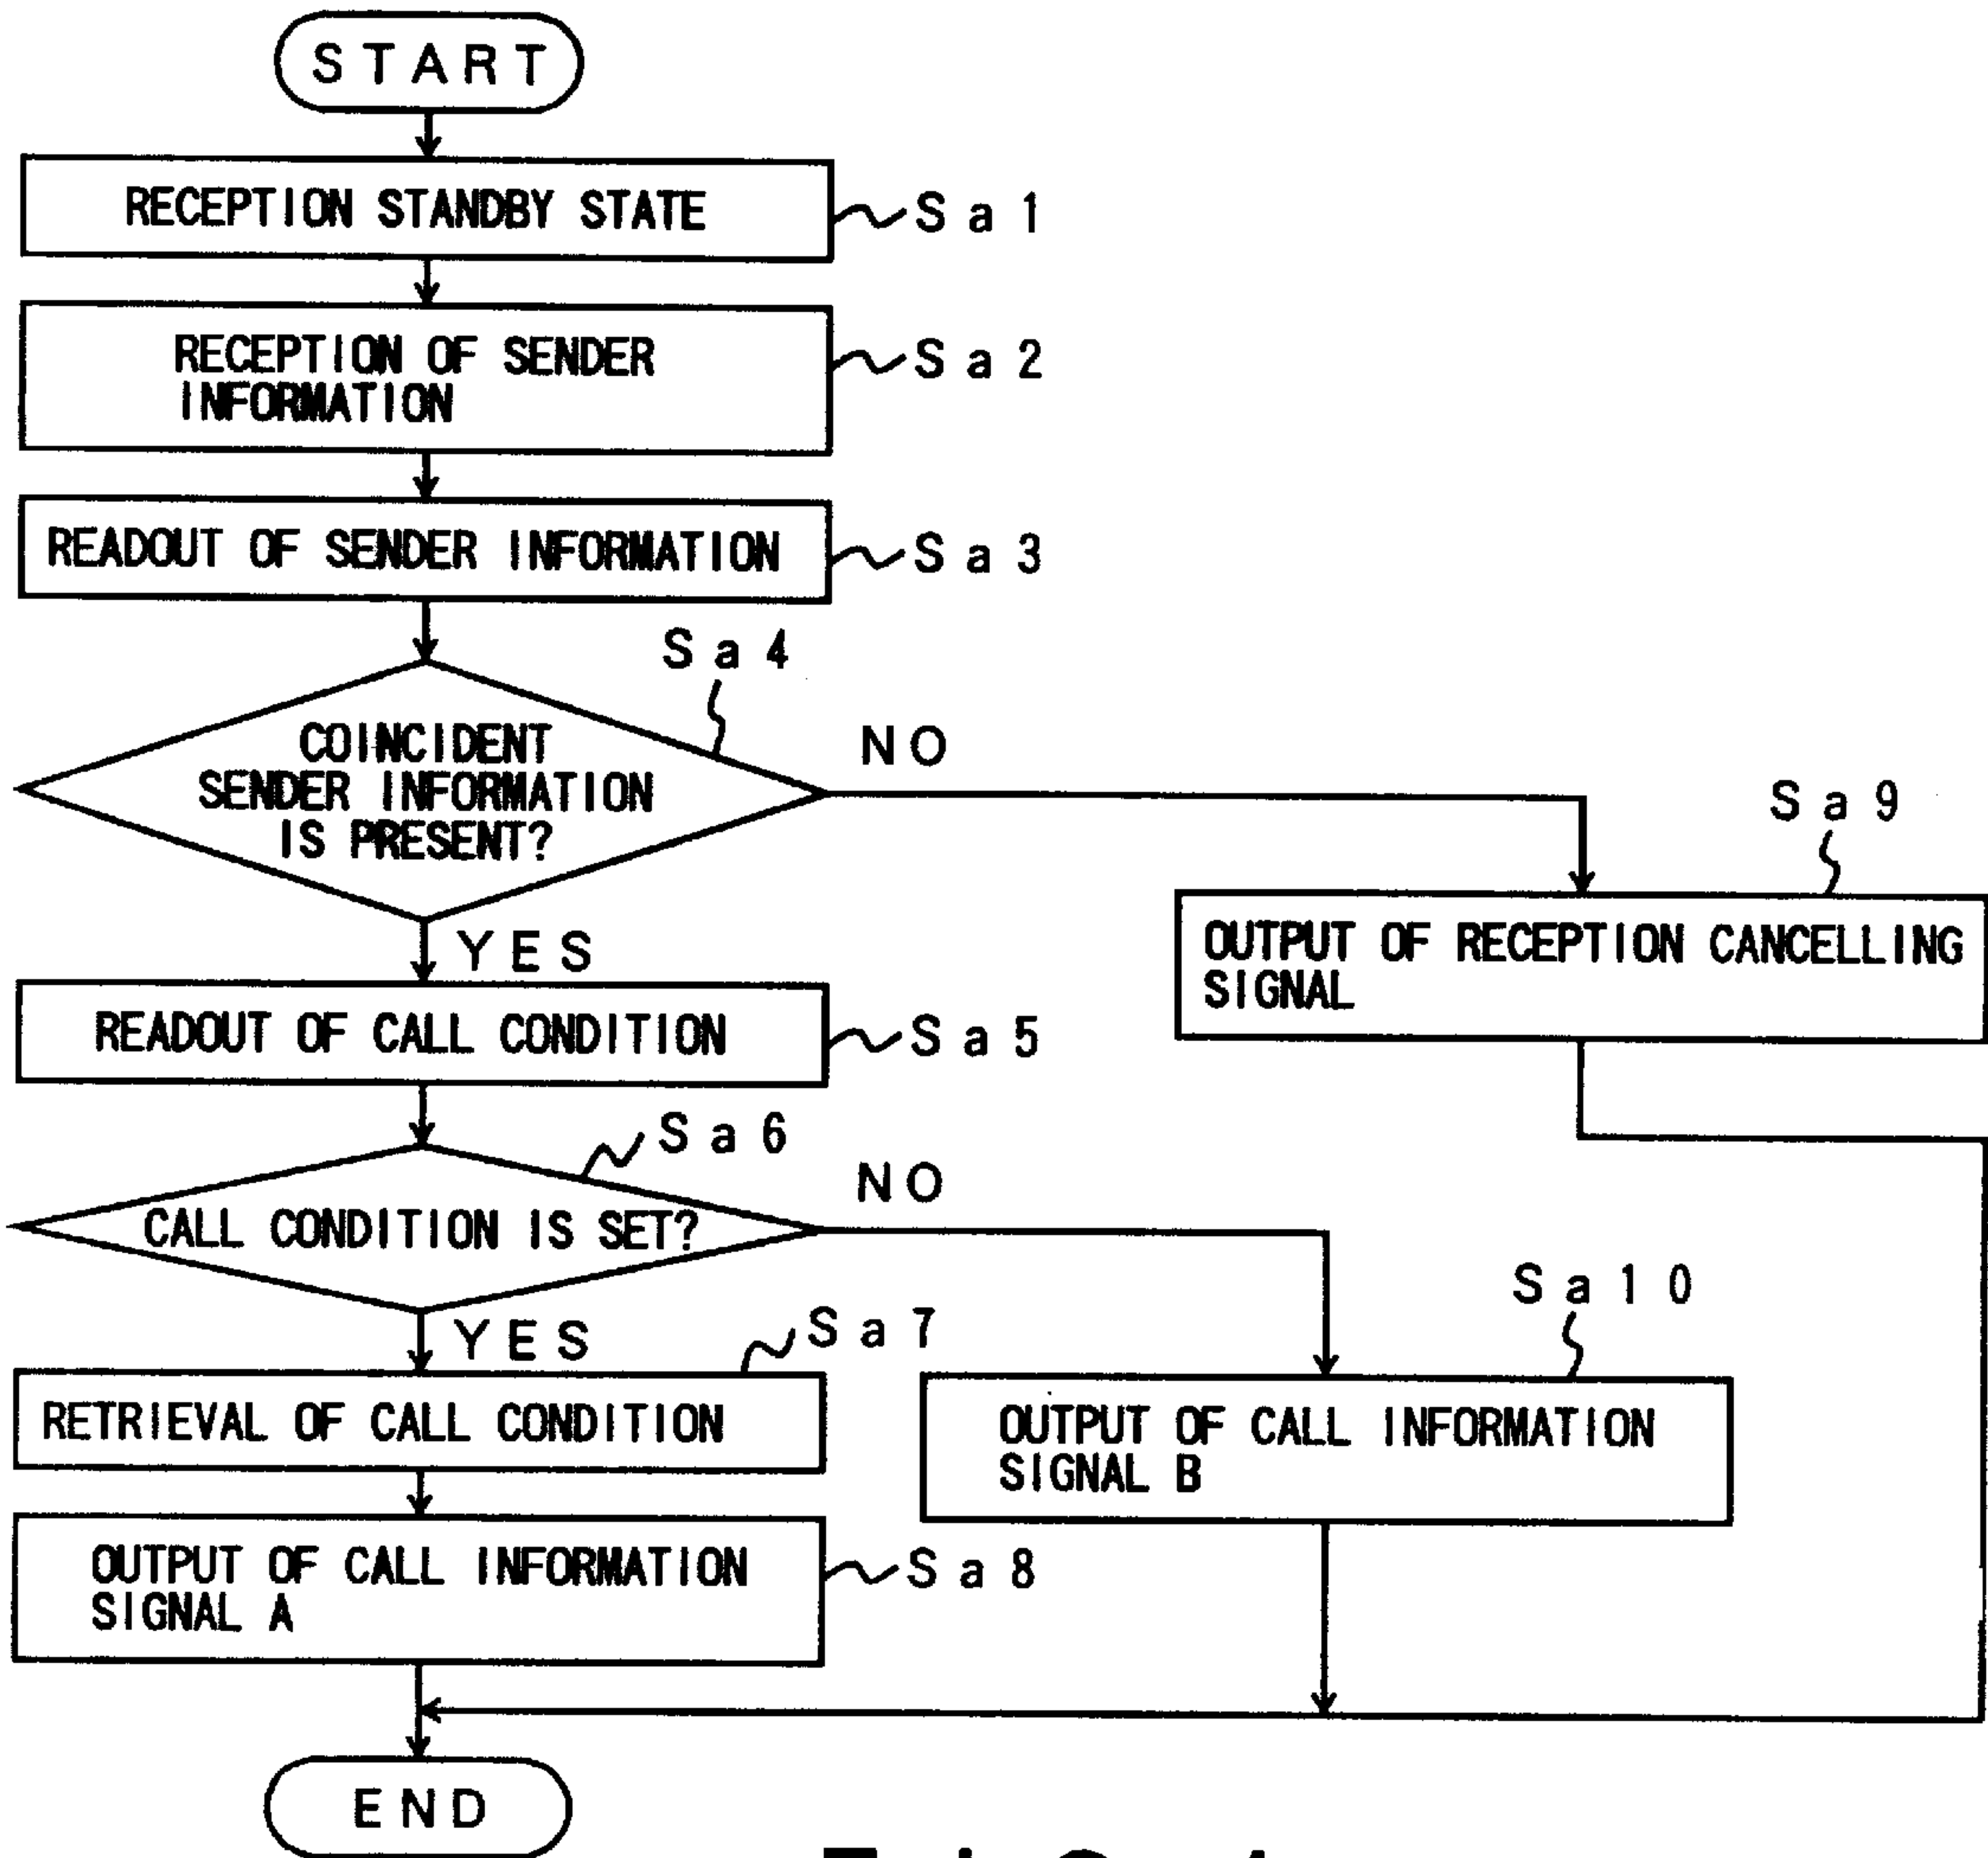 START
RECEPTION STANDBY STATE
Sa1
RECEPTION OF SENDER
INFORMATION
Sa2
READOUT OF SENDER INFORMATION
Sa3
Sa4
COINCIDENT
SENDER INFORMATION
IS PRESENT?
NO
YES
Sa9
OUTPUT OF RECEPTION CANCELLING
SIGNAL
READOUT OF CALL CONDITION
Sa5
Sa6
CALL CONDITION IS SET?
NO
YES
Sa7
RETRIEVAL OF CALL CONDITION
Sa10
OUTPUT OF CALL INFORMATION
SIGNAL B
OUTPUT OF CALL INFORMATION
SIGNAL A
Sa8
END